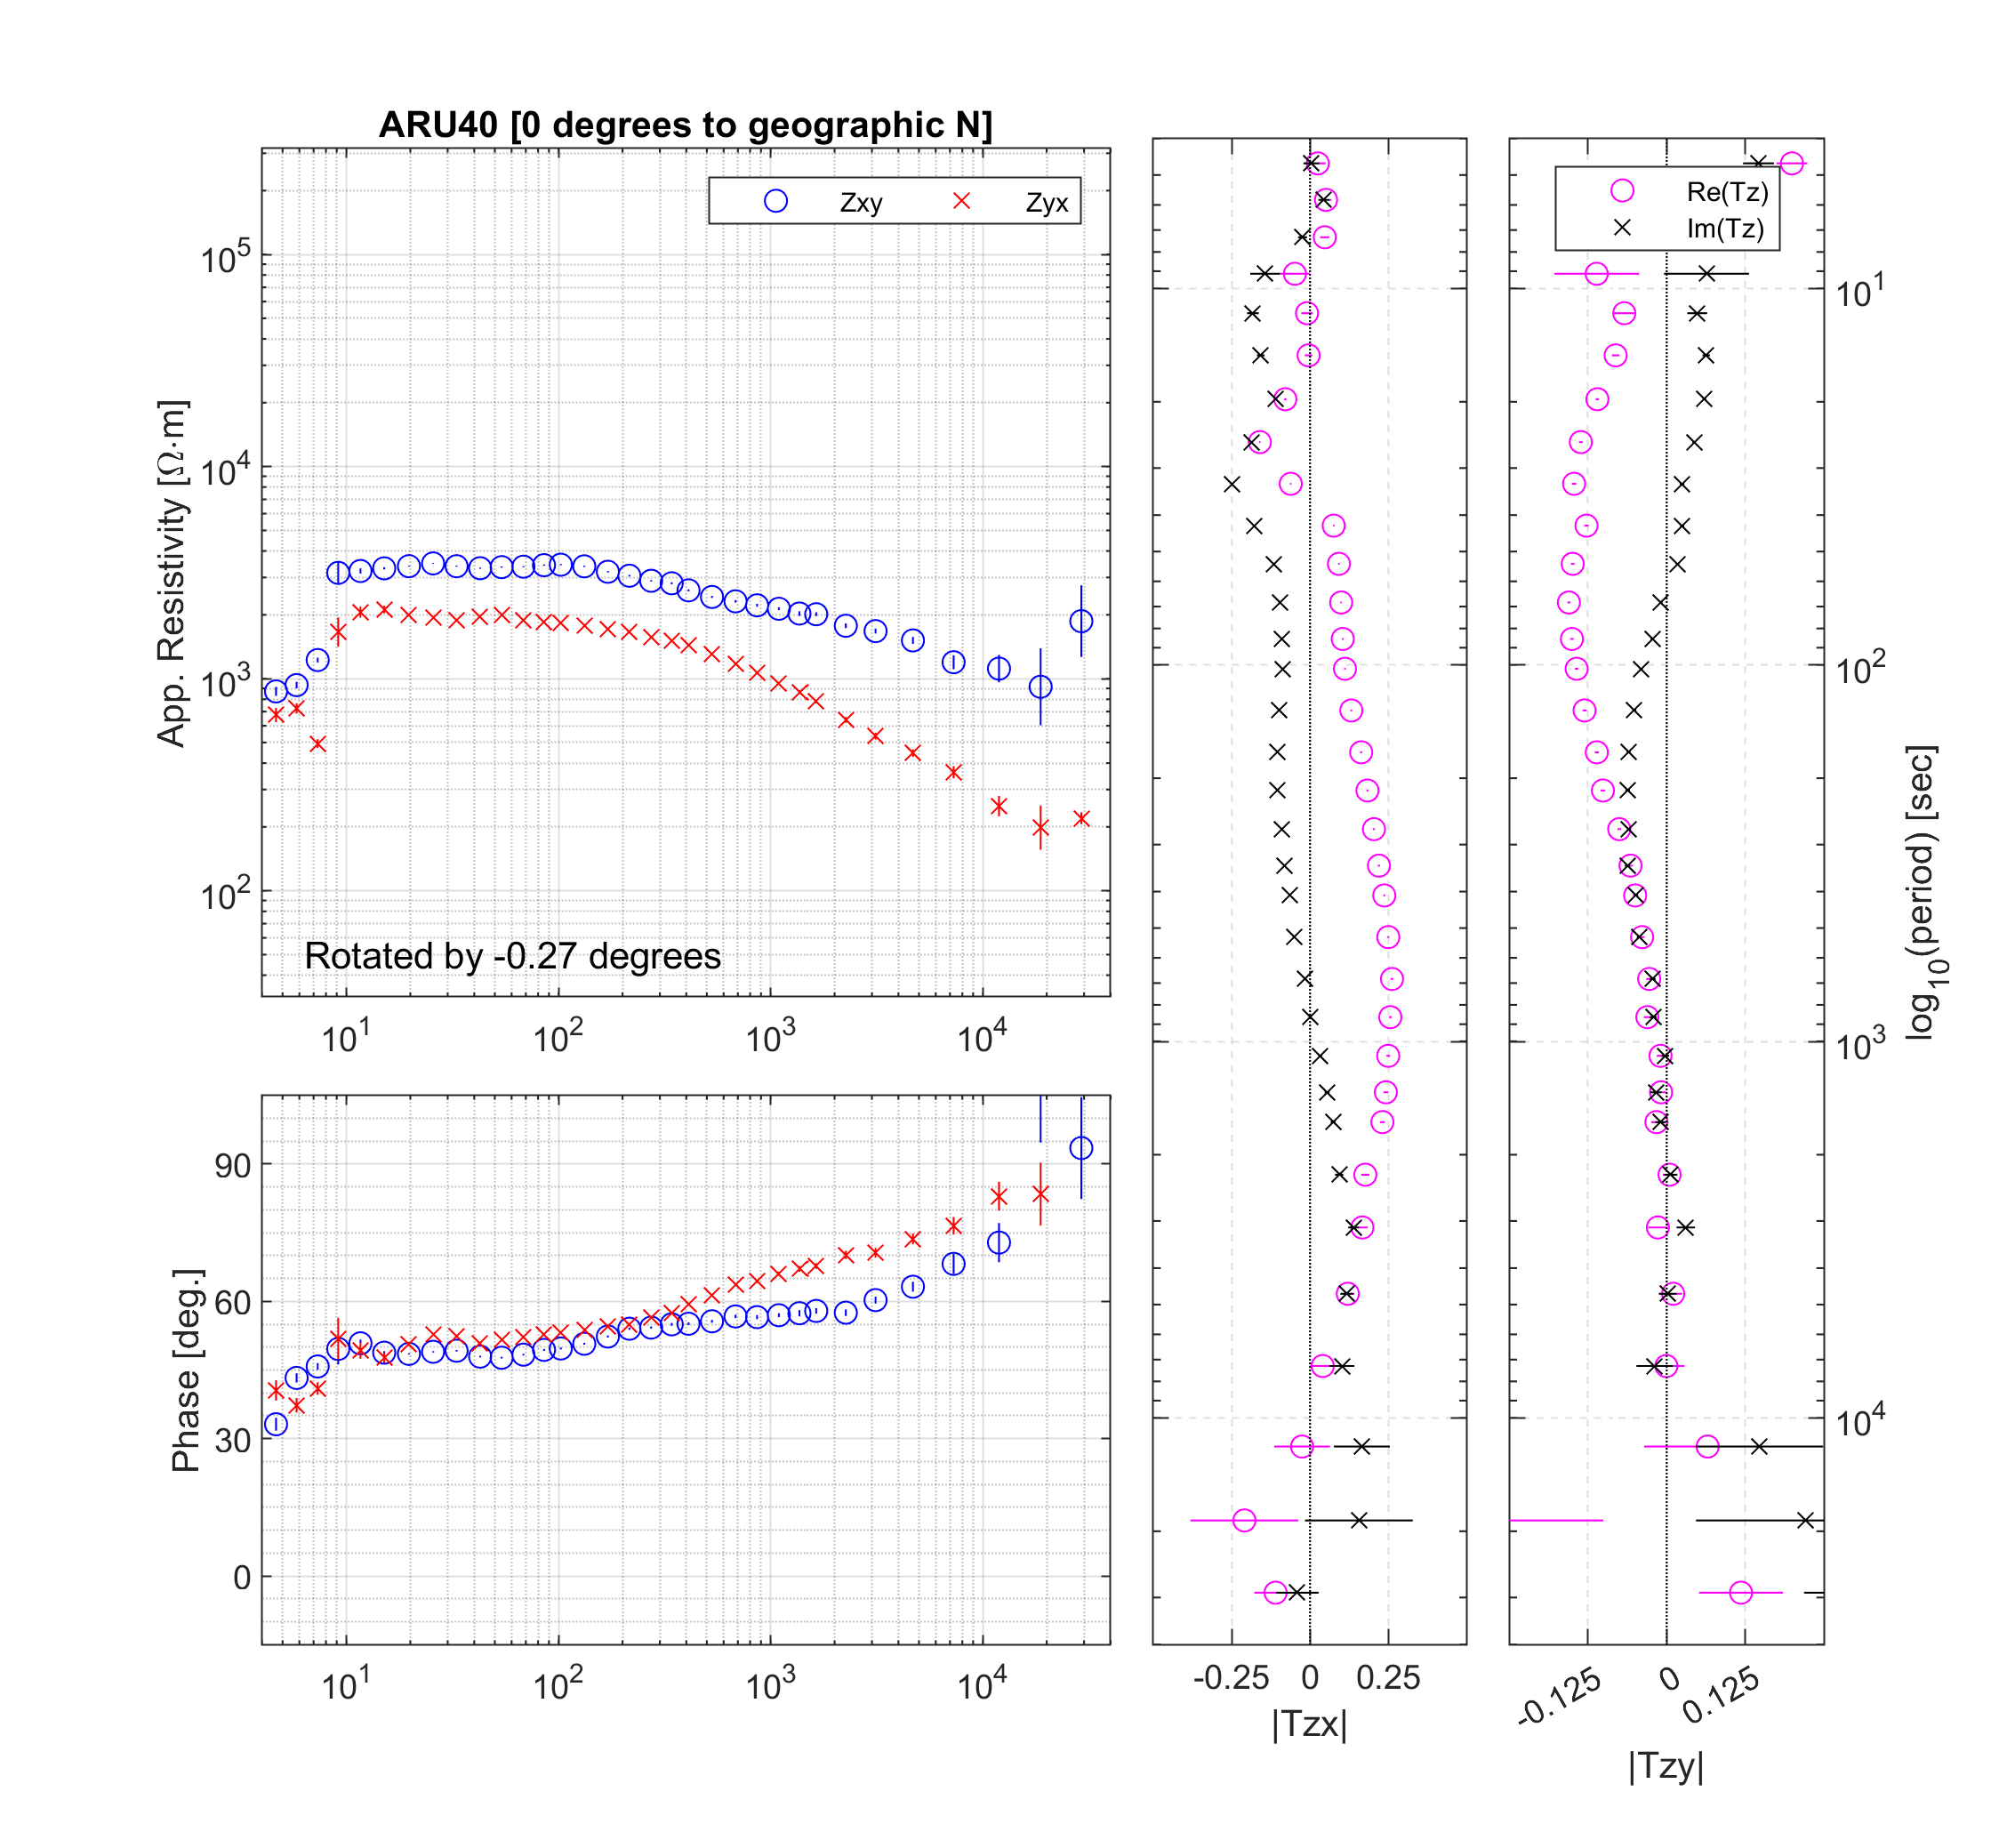 ARU40 [0 degrees to geographic N]
Zxy Zyx
App. Resistivity [Ω·m]
10^5
10^4
10^3
10^2
Rotated by -0.27 degrees
10^1 10^2 10^3 10^4
Phase [deg.]
90
60
30
0
10^1 10^2 10^3 10^4
-0.25 0 0.25
|Tzx|
Re(Tz)
Im(Tz)
10^1
10^2
10^3
10^4
log10(period) [sec]
-0.125 0 0.125
|Tzy|